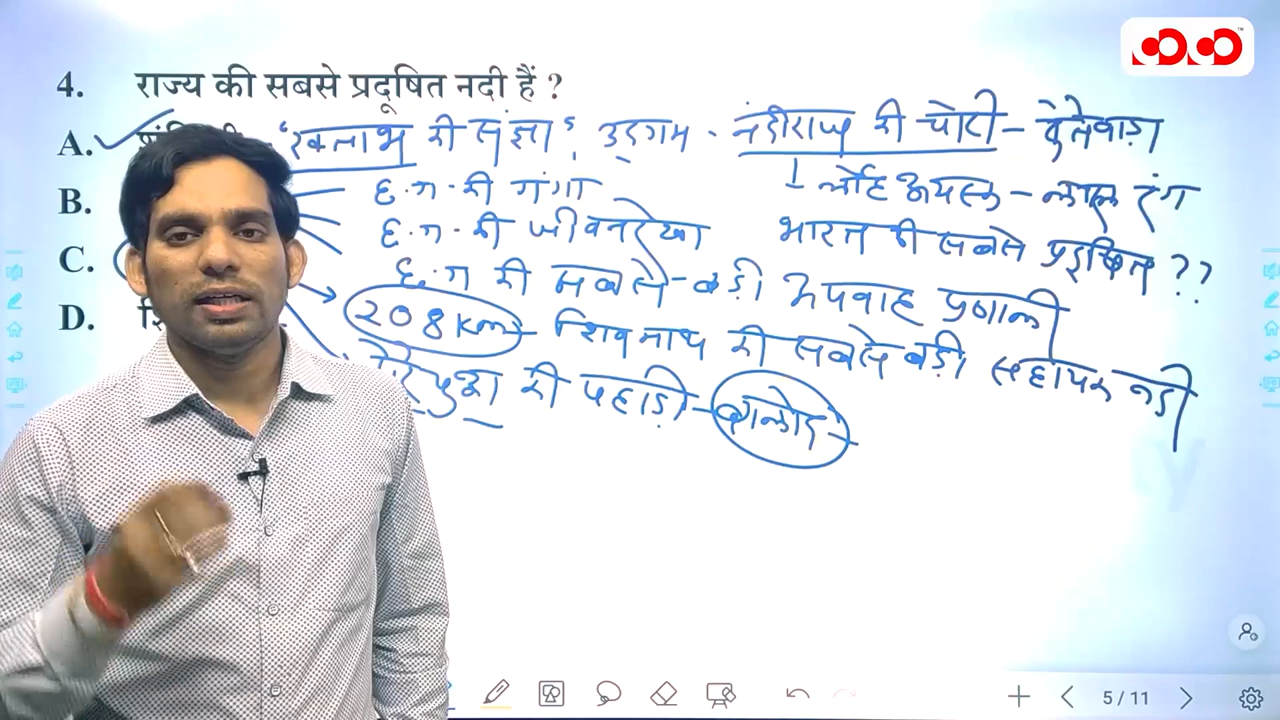 4. राज्य की सबसे प्रदूषित नदी हैं ?
A. 'रक्तलाभ की संज्ञा' उद्गम - नंदीराज की चोटी - दंतेवाड़ा
लौह अयस्क - लाल रंग
B. छ.ग. की गंगा
छ.ग. की जीवनरेखा भारत की सबसे प्रदूषित ??
C. छ.ग की सबसे बड़ी अपवाह प्रणाली
D. 208 km - शिवनाथ की सबसे बड़ी सहायक नदी
की पहाड़ी - बालोद
5 / 11